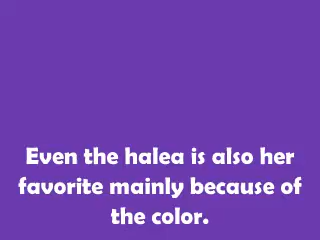 Even the halea is also her
favorite mainly because of
the color.